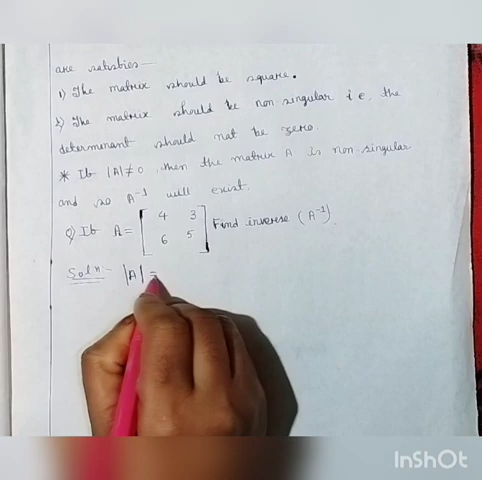 are satisfies—
1) The matrix should be square.
2) The matrix should be non-singular i.e. the
determinant should not be zero.
* If |A|≠0, then the matrix A is non-singular
and so A⁻¹ will exist.
Q) If A = [4 3
6 5] Find inverse (A⁻¹).
Soln:- |A| =
InShOt